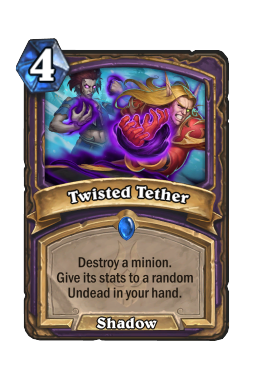 4
Twisted Tether
Destroy a minion.
Give its stats to a random
Undead in your hand.
Shadow